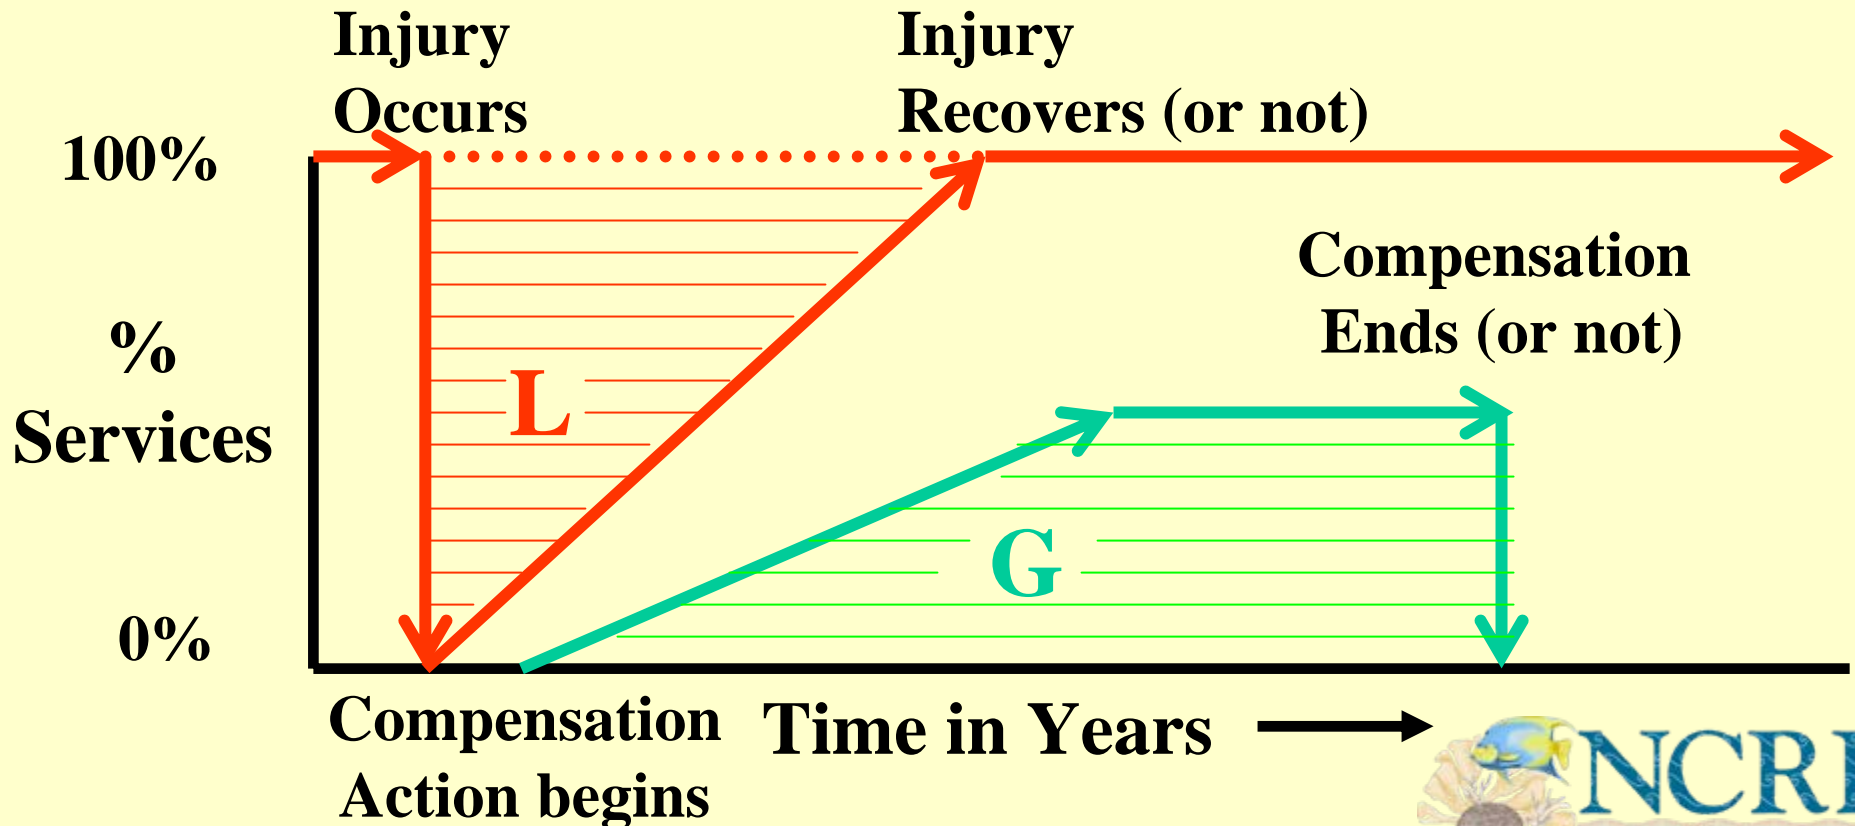 Injury
Occurs
Injury
Recovers (or not)
100%
Compensation
Ends (or not)
%
Services
L
G
0%
Compensation
Action begins
Time in Years
NCRI